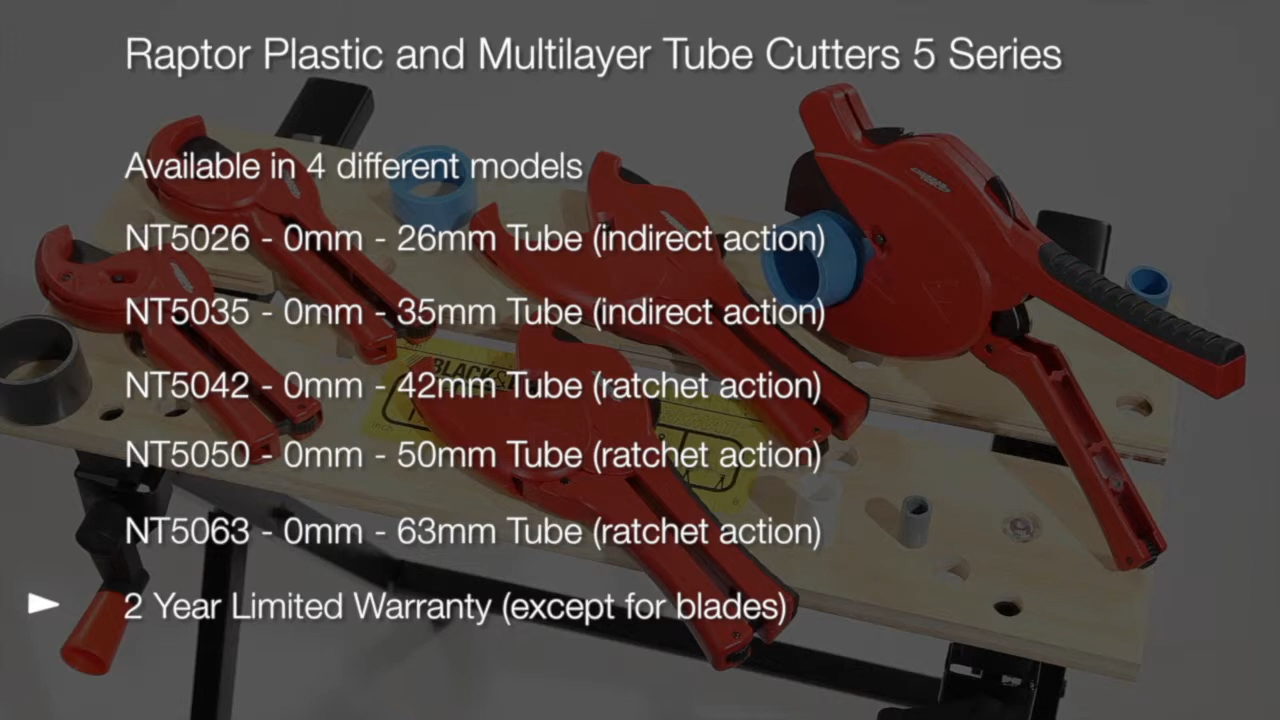 Raptor Plastic and Multilayer Tube Cutters 5 Series
Available in 4 different models
NT5026 - 0mm - 26mm Tube (indirect action)
NT5035 - 0mm - 35mm Tube (indirect action)
NT5042 - 0mm - 42mm Tube (ratchet action)
NT5050 - 0mm - 50mm Tube (ratchet action)
NT5063 - 0mm - 63mm Tube (ratchet action)
2 Year Limited Warranty (except for blades)